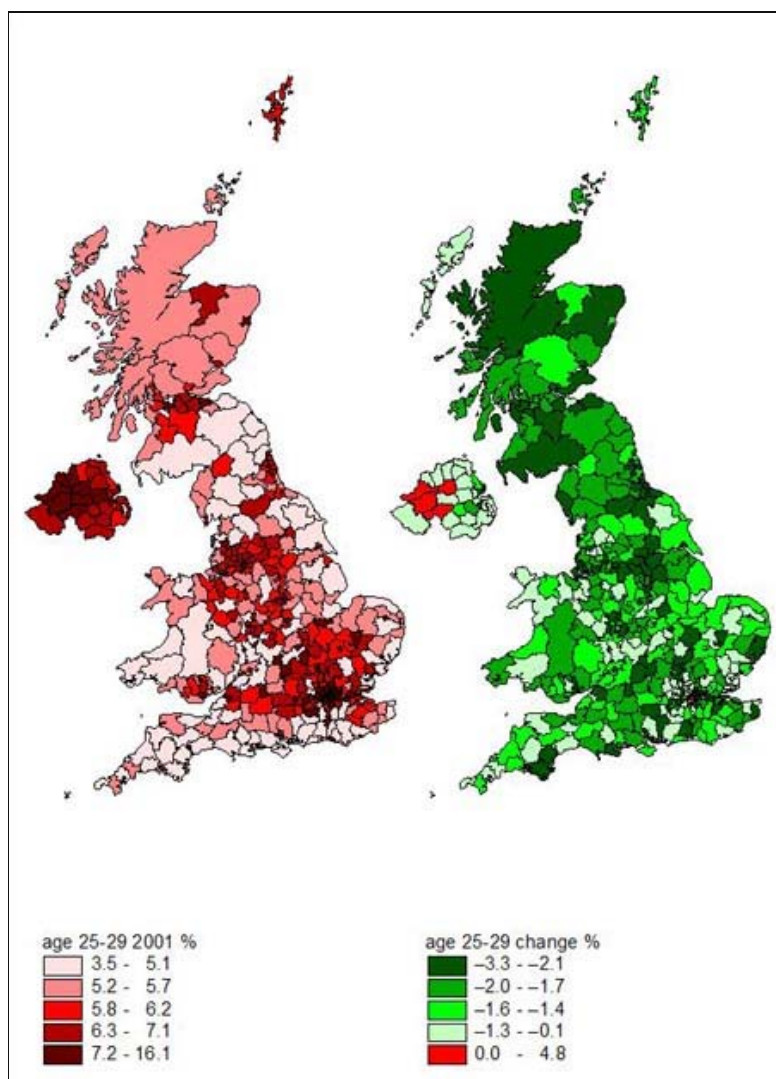 age 25-29 2001 %
3.5 - 5.1
5.2 - 5.7
5.8 - 6.2
6.3 - 7.1
7.2 - 16.1
age 25-29 change %
–3.3 - –2.1
–2.0 - –1.7
–1.6 - –1.4
–1.3 - –0.1
0.0 - 4.8